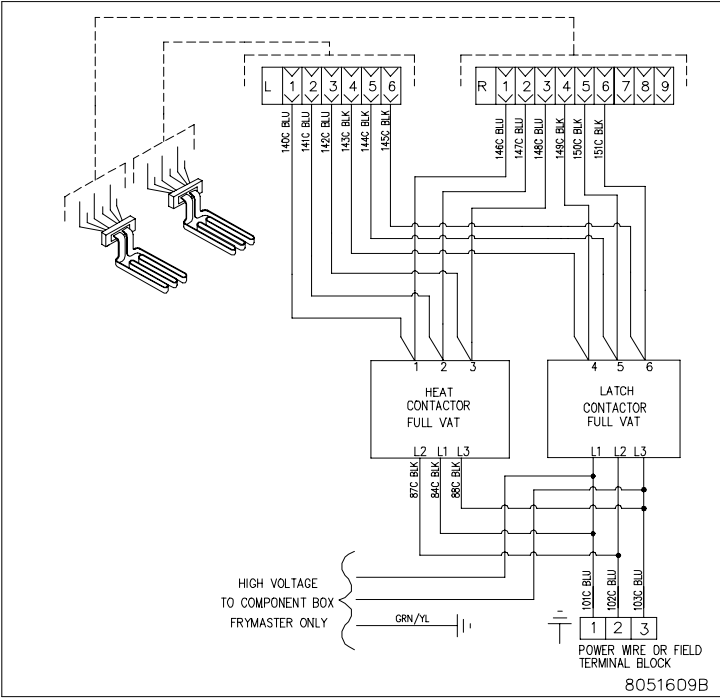 L 1 2 3 4 5 6
R 1 2 3 4 5 6 7 8 9
140C BLU
141C BLU
142C BLU
143C BLK
144C BLK
145C BLK
146C BLU
147C BLU
148C BLU
149C BLK
150C BLK
151C BLK
1 2 3
HEAT
CONTACTOR
FULL VAT
L2 L1 L3
4 5 6
LATCH
CONTACTOR
FULL VAT
L1 L2 L3
87C BLK
84C BLK
88C BLK
HIGH VOLTAGE
TO COMPONENT BOX
FRYMASTER ONLY
GRN/YL
101C BLU
102C BLU
103C BLU
1 2 3
POWER WIRE OR FIELD
TERMINAL BLOCK
8051609B